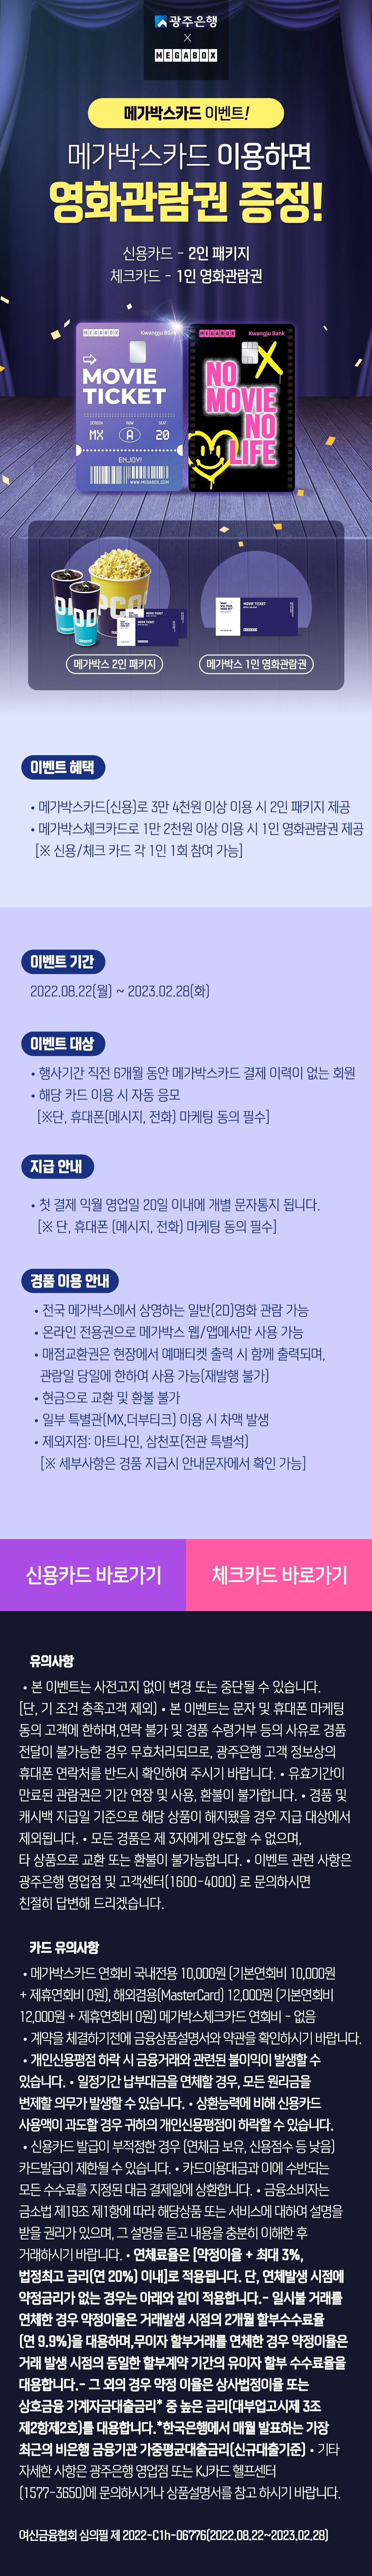 광주은행
×
MEGABOX
메가박스카드 이벤트!
메가박스카드 이용하면
영화관람권 증정!
신용카드 - 2인 패키지
체크카드 - 1인 영화관람권
MEGABOX Kwangju Bank
MOVIE
TICKET
SCREEN ROW SEAT
MX A 20
ENJOY!
WWW.MEGABOX.COM
MEGABOX Kwangju Bank
NO
MOVIE
NO
LIFE
메가박스 2인 패키지
MOVIE TICKET
메가박스 1인 영화관람권
이벤트 혜택
• 메가박스카드(신용)로 3만 4천원 이상 이용 시 2인 패키지 제공
• 메가박스체크카드로 1만 2천원 이상 이용 시 1인 영화관람권 제공
[※ 신용/체크 카드 각 1인 1회 참여 가능]
이벤트 기간
2022.08.22(월) ~ 2023.02.28(화)
이벤트 대상
• 행사기간 직전 6개월 동안 메가박스카드 결제 이력이 없는 회원
• 해당 카드 이용 시 자동 응모
[※단, 휴대폰(메시지, 전화) 마케팅 동의 필수]
지급 안내
• 첫 결제 익월 영업일 20일 이내에 개별 문자통지 됩니다.
[※ 단, 휴대폰 (메시지, 전화) 마케팅 동의 필수]
경품 이용 안내
• 전국 메가박스에서 상영하는 일반(2D)영화 관람 가능
• 온라인 전용권으로 메가박스 웹/앱에서만 사용 가능
• 매점교환권은 현장에서 예매티켓 출력 시 함께 출력되며,
관람일 당일에 한하여 사용 가능(재발행 불가)
• 현금으로 교환 및 환불 불가
• 일부 특별관(MX,더부티크) 이용 시 차액 발생
• 제외지점: 아트나인, 삼천포(전관 특별석)
[※ 세부사항은 경품 지급시 안내문자에서 확인 가능]
신용카드 바로가기
체크카드 바로가기
유의사항
• 본 이벤트는 사전고지 없이 변경 또는 중단될 수 있습니다.
[단, 기 조건 충족고객 제외) • 본 이벤트는 문자 및 휴대폰 마케팅
동의 고객에 한하며,연락 불가 및 경품 수령거부 등의 사유로 경품
전달이 불가능한 경우 무효처리되므로, 광주은행 고객 정보상의
휴대폰 연락처를 반드시 확인하여 주시기 바랍니다. • 유효기간이
만료된 관람권은 기간 연장 및 사용, 환불이 불가합니다. • 경품 및
캐시백 지급일 기준으로 해당 상품이 해지됐을 경우 지급 대상에서
제외됩니다. • 모든 경품은 제 3자에게 양도할 수 없으며,
타 상품으로 교환 또는 환불이 불가능합니다. • 이벤트 관련 사항은
광주은행 영업점 및 고객센터(1600-4000) 로 문의하시면
친절히 답변해 드리겠습니다.
카드 유의사항
• 메가박스카드 연회비 국내전용 10,000원 (기본연회비 10,000원
+ 제휴연회비 0원), 해외겸용(MasterCard) 12,000원 (기본연회비
12,000원 + 제휴연회비 0원) 메가박스체크카드 연회비 - 없음
• 계약을 체결하기전에 금융상품설명서와 약관을 확인하시기 바랍니다.
• 개인신용평점 하락 시 금융거래와 관련된 불이익이 발생할 수
있습니다. • 일정기간 납부대금을 연체할 경우, 모든 원리금을
변제할 의무가 발생할 수 있습니다. • 상환능력에 비해 신용카드
사용액이 과도할 경우 귀하의 개인신용평점이 하락할 수 있습니다.
• 신용카드 발급이 부적정한 경우 (연체금 보유, 신용점수 등 낮음)
카드발급이 제한될 수 있습니다. • 카드이용대금과 이에 수반되는
모든 수수료를 지정된 대금 결제일에 상환합니다. • 금융소비자는
금소법 제19조 제1항에 따라 해당상품 또는 서비스에 대하여 설명을
받을 권리가 있으며, 그 설명을 듣고 내용을 충분히 이해한 후
거래하시기 바랍니다. • 연체료율은 [약정이율 + 최대 3%,
법정최고 금리(연 20%) 이내]로 적용됩니다. 단, 연체발생 시점에
약정금리가 없는 경우는 아래와 같이 적용합니다.- 일시불 거래를
연체한 경우 약정이율은 거래발생 시점의 2개월 할부수수료율
(연 9.9%)을 대용하며,무이자 할부거래를 연체한 경우 약정이율은
거래 발생 시점의 동일한 할부계약 기간의 유이자 할부 수수료율을
대용합니다.- 그 외의 경우 약정 이율은 상사법정이율 또는
상호금융 가계자금대출금리* 중 높은 금리(대부업고시제 3조
제2항제2호)를 대용합니다.*한국은행에서 매월 발표하는 가장
최근의 비은행 금융기관 가중평균대출금리(신규대출기준) • 기타
자세한 사항은 광주은행 영업점 또는 KJ카드 헬프센터
(1577-3650)에 문의하시거나 상품설명서를 참고 하시기 바랍니다.
여신금융협회 심의필 제 2022-C1h-06776(2022.08.22~2023.02.28)